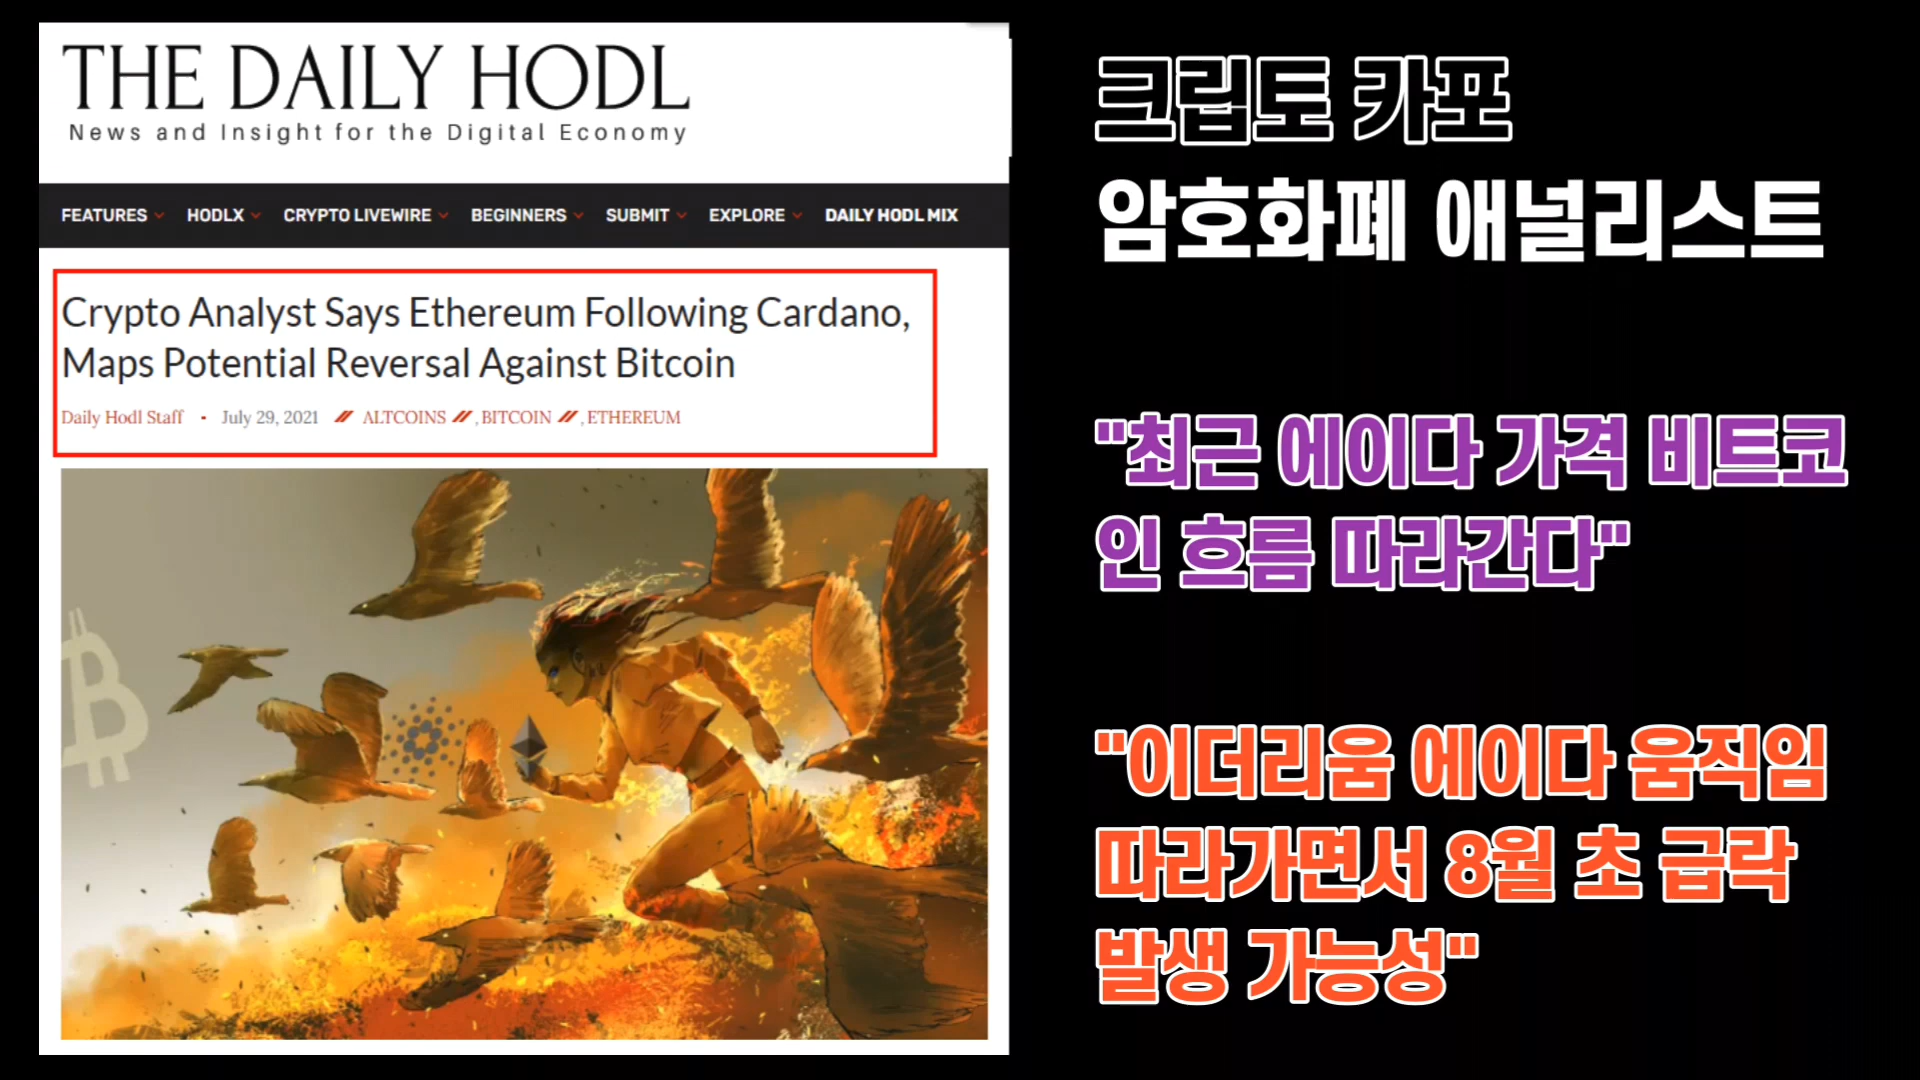 THE DAILY HODL
News and Insight for the Digital Economy
FEATURES HODLX CRYPTO LIVEWIRE BEGINNERS SUBMIT EXPLORE DAILY HODL MIX
Crypto Analyst Says Ethereum Following Cardano,
Maps Potential Reversal Against Bitcoin
Daily Hodl Staff • July 29, 2021 // ALTCOINS // , BITCOIN // , ETHEREUM
크립토 카포
암호화폐 애널리스트
"최근 에이다 가격 비트코
인 흐름 따라간다"
"이더리움 에이다 움직임
따라가면서 8월 초 급락
발생 가능성"